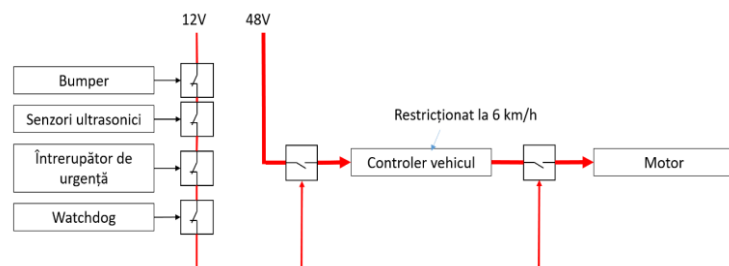 12V
48V
Bumper
Senzori ultrasonici
Întrerupător de
urgență
Watchdog
Restricționat la 6 km/h
Controler vehicul
Motor